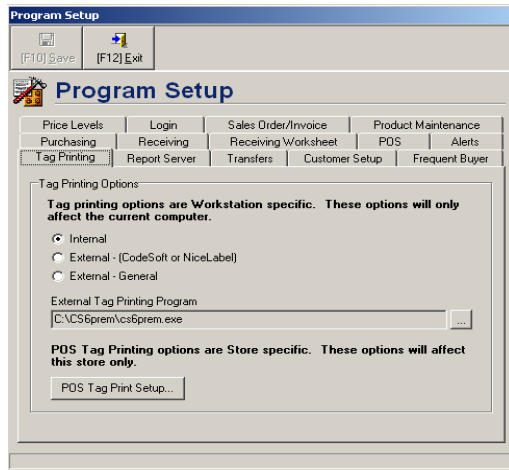 Program Setup
[F10] Save [F12] Exit
Program Setup
Price Levels Login Sales Order/Invoice Product Maintenance
Purchasing Receiving Receiving Worksheet POS Alerts
Tag Printing Report Server Transfers Customer Setup Frequent Buyer
Tag Printing Options
Tag printing options are Workstation specific. These options will only
affect the current computer.
Internal
External - (CodeSoft or NiceLabel)
External - General
External Tag Printing Program
C:\CS6prem\cs6prem.exe ...
POS Tag Printing options are Store specific. These options will affect
this store only.
POS Tag Print Setup...